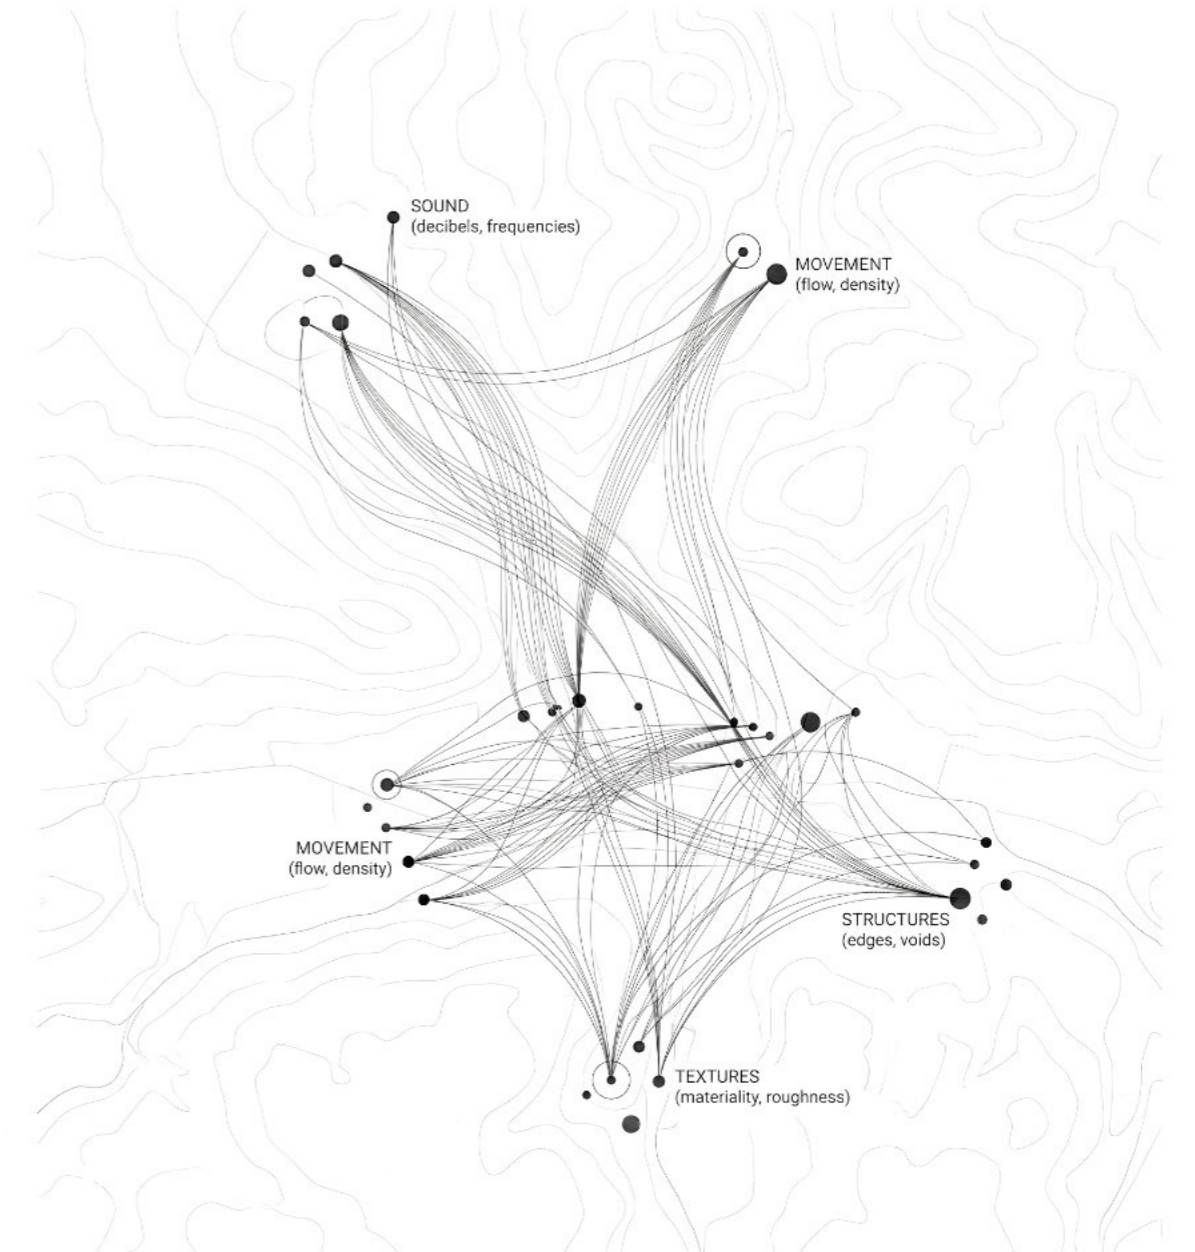 SOUND
(decibels, frequencies)
MOVEMENT
(flow, density)
MOVEMENT
(flow, density)
STRUCTURES
(edges, voids)
TEXTURES
(materiality, roughness)